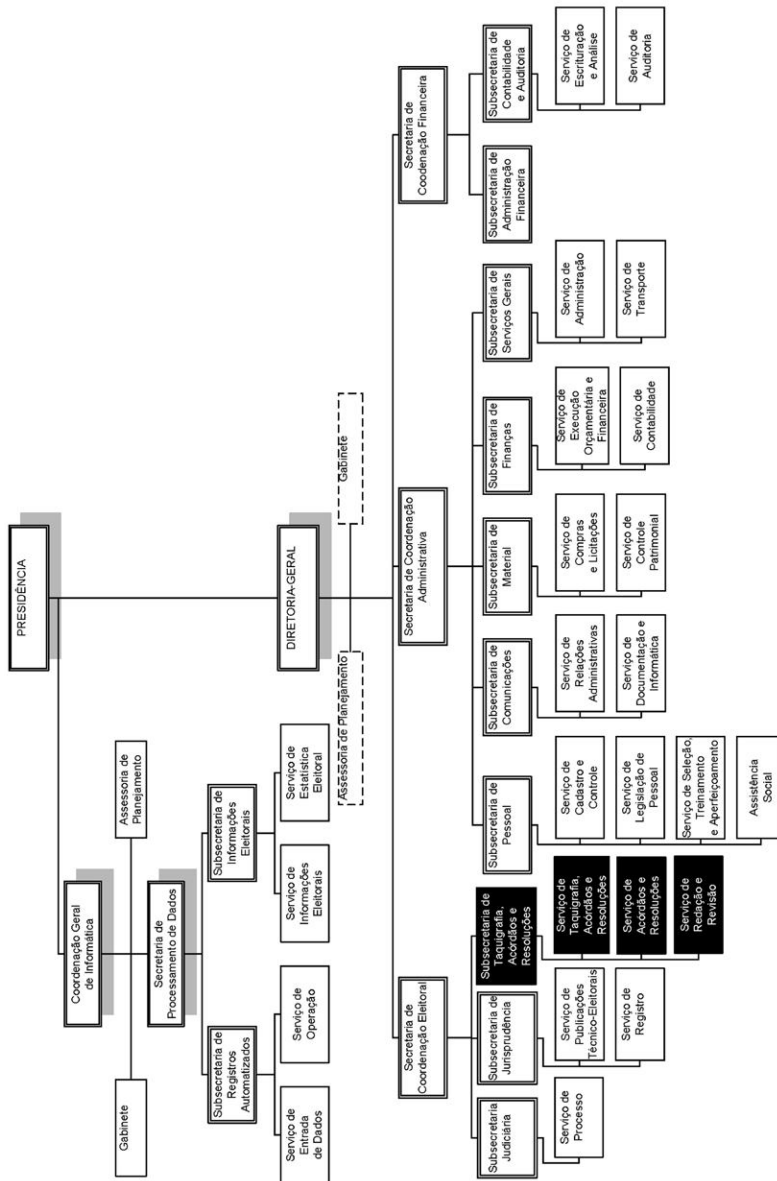 PRESIDÊNCIA
Coordenação Geral
de Informática
Gabinete
Assessoria de
Planejamento
Secretaria de
Processamento de Dados
Subsecretaria de
Registros
Automatizados
Subsecretaria de
Informações
Eleitorais
Serviço de
Entrada
de Dados
Serviço de
Operação
Serviço de
Informações
Eleitorais
Serviço de
Estatística
Eleitoral
DIRETORIA-GERAL
Assessoria de Planejamento
Gabinete
Secretaria de
Coordenação Eleitoral
Secretaria de Coordenação
Administrativa
Secretaria de
Coodenação Financeira
Subsecretaria
Judiciária
Subsecretaria de
Jurisprudência
Subsecretaria de
Taquigrafia,
Acórdãos e
Resoluções
Subsecretaria de
Pessoal
Subsecretaria de
Comunicações
Subsecretaria de
Material
Subsecretaria de
Finanças
Subsecretaria de
Serviços Gerais
Subsecretaria de
Administração
Financeira
Subsecretaria de
Contabilidade
e Auditoria
Serviço de
Processo
Serviço de
Publicações
Técnico-Eleitorais
Serviço de
Registro
Serviço de
Taquigrafia,
Acórdãos e
Resoluções
Serviço de
Acórdãos e
Resoluções
Serviço de
Redação e
Revisão
Serviço de
Cadastro e
Controle
Serviço de
Legislação de
Pessoal
Serviço de Seleção,
Treinamento
e Aperfeiçoamento
Assistência
Social
Serviço de
Relações
Administrativas
Serviço de
Documentação e
Informática
Serviço de
Compras
e Licitações
Serviço de
Controle
Patrimonial
Serviço de
Execução
Orçamentária e
Financeira
Serviço de
Contabilidade
Serviço de
Administração
Serviço de
Transporte
Serviço de
Escrituração
e Análise
Serviço de
Auditoria